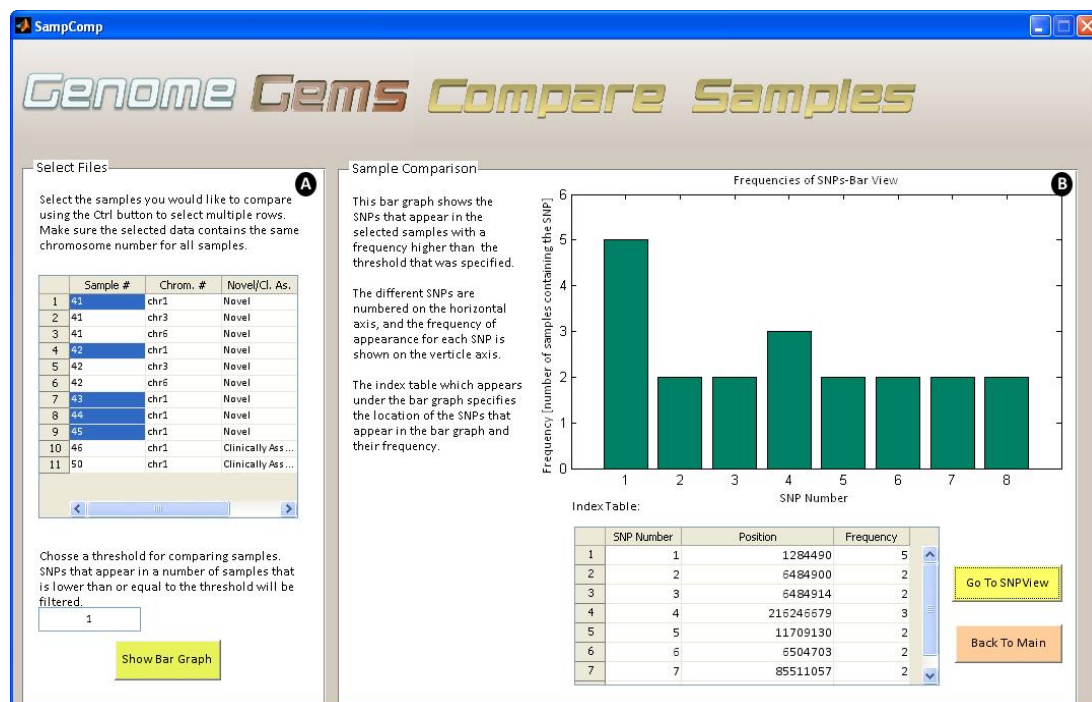 SampComp
Genome Gems Compare Samples
Select Files
A
Select the samples you would like to compare
using the Ctrl button to select multiple rows.
Make sure the selected data contains the same
chromosome number for all samples.
Sample # Chrom. # Novel/Cl. As.
1 41 chr1 Novel
2 41 chr3 Novel
3 41 chr6 Novel
4 42 chr1 Novel
5 42 chr3 Novel
6 42 chr6 Novel
7 43 chr1 Novel
8 44 chr1 Novel
9 45 chr1 Novel
10 46 chr1 Clinically Ass...
11 50 chr1 Clinically Ass...
Choose a threshold for comparing samples.
SNPs that appear in a number of samples that
is lower than or equal to the threshold will be
filtered.
1
Show Bar Graph
Sample Comparison
B
This bar graph shows the
SNPs that appear in the
selected samples with a
frequency higher than the
threshold that was specified.
The different SNPs are
numbered on the horizontal
axis, and the frequency of
appearance for each SNP is
shown on the verticle axis.
The index table which appears
under the bar graph specifies
the location of the SNPs that
appear in the bar graph and
their frequency.
Frequencies of SNPs-Bar View
Frequency [number of samples containing the SNP]
6
5
4
3
2
1
0
1 2 3 4 5 6 7 8
SNP Number
Index Table:
SNP Number Position Frequency
1 1 1284490 5
2 2 6484900 2
3 3 6484914 2
4 4 216246679 3
5 5 11709130 2
6 6 6504703 2
7 7 85511057 2
Go To SNPView
Back To Main